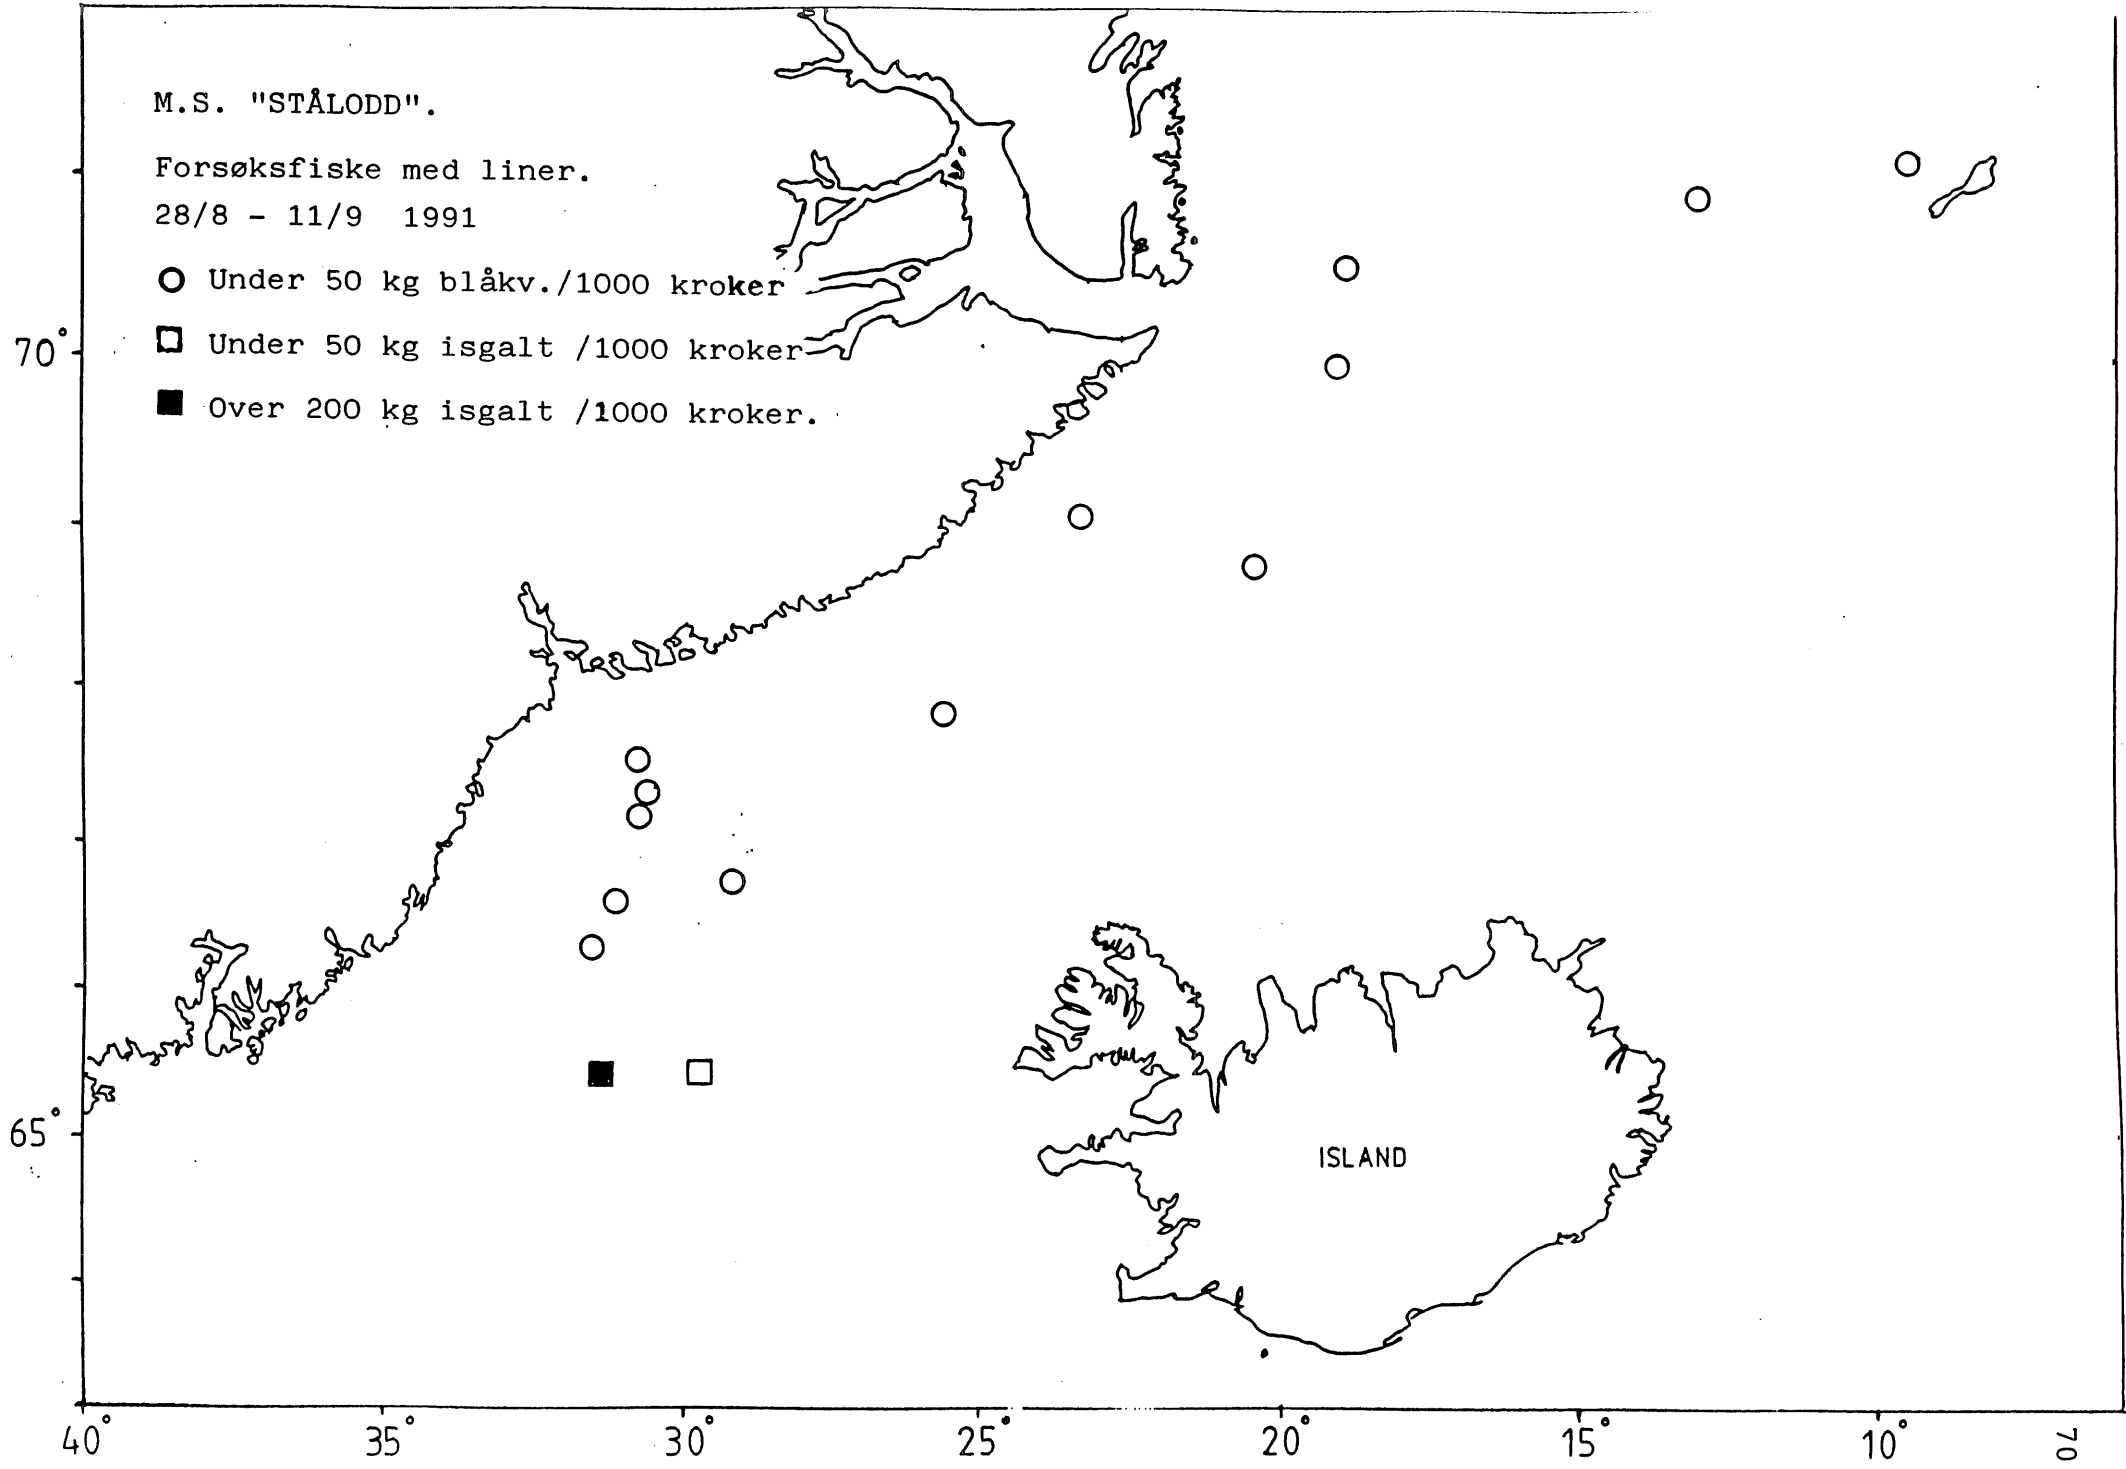 M.S. "STÅLODD".
Forsøksfiske med liner.
28/8 - 11/9 1991
Under 50 kg blåkv./1000 kroker
Under 50 kg isgalt /1000 kroker
Over 200 kg isgalt /1000 kroker.
70°
65°
ISLAND
40° 35° 30° 25° 20° 15° 10°
70